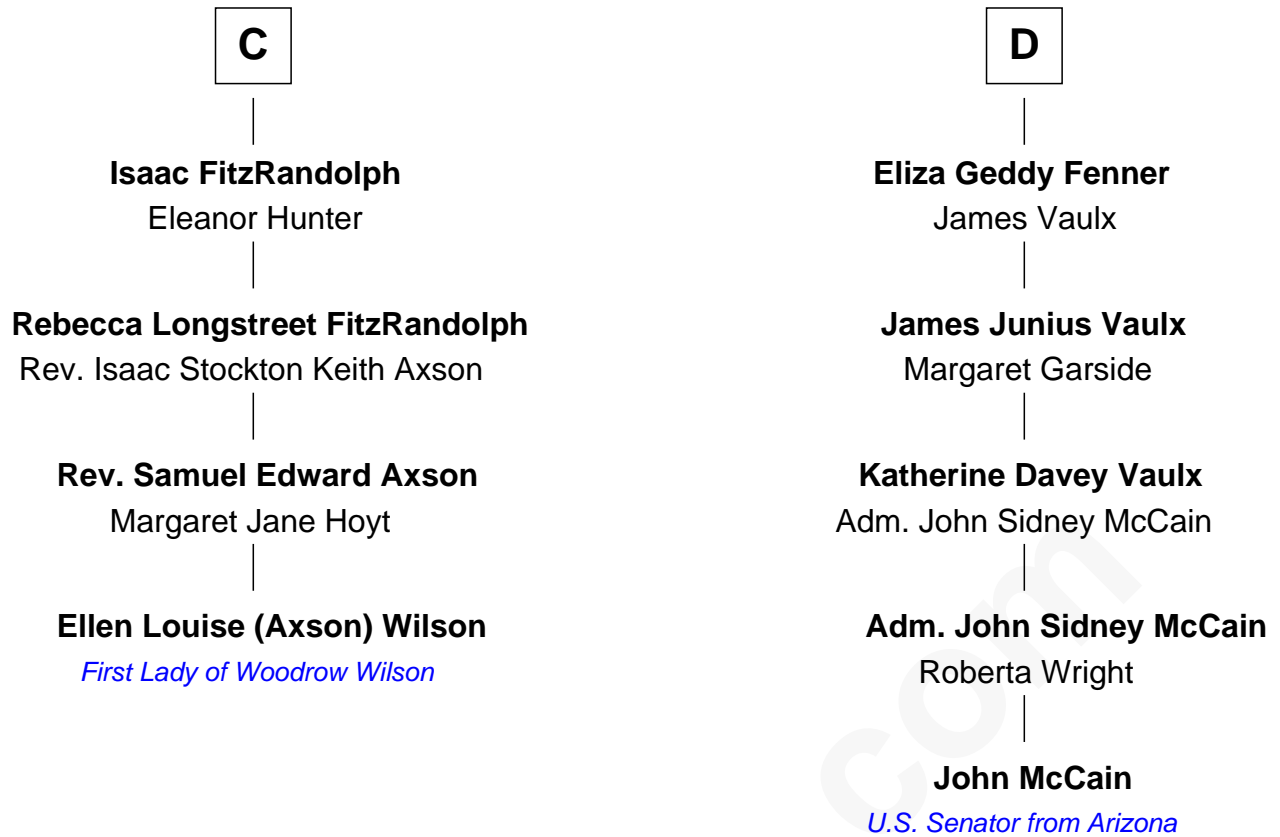 C
Isaac FitzRandolph
Eleanor Hunter
Rebecca Longstreet FitzRandolph
Rev. Isaac Stockton Keith Axson
Rev. Samuel Edward Axson
Margaret Jane Hoyt
Ellen Louise (Axson) Wilson
First Lady of Woodrow Wilson
D
Eliza Geddy Fenner
James Vaulx
James Junius Vaulx
Margaret Garside
Katherine Davey Vaulx
Adm. John Sidney McCain
Adm. John Sidney McCain
Roberta Wright
John McCain
U.S. Senator from Arizona
com